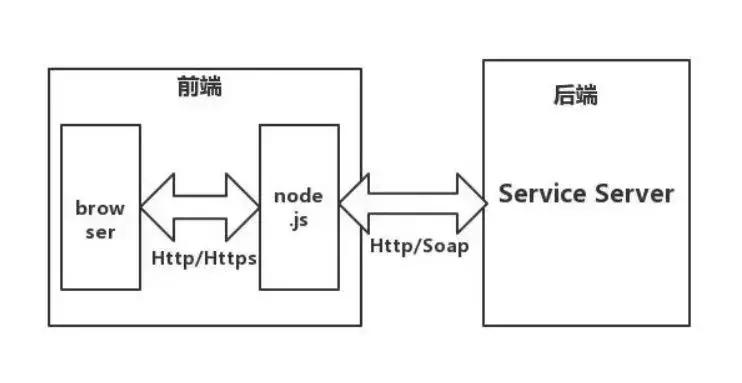 前端
brow
ser
Http/Https
node
.js
Http/Soap
后端
Service Server